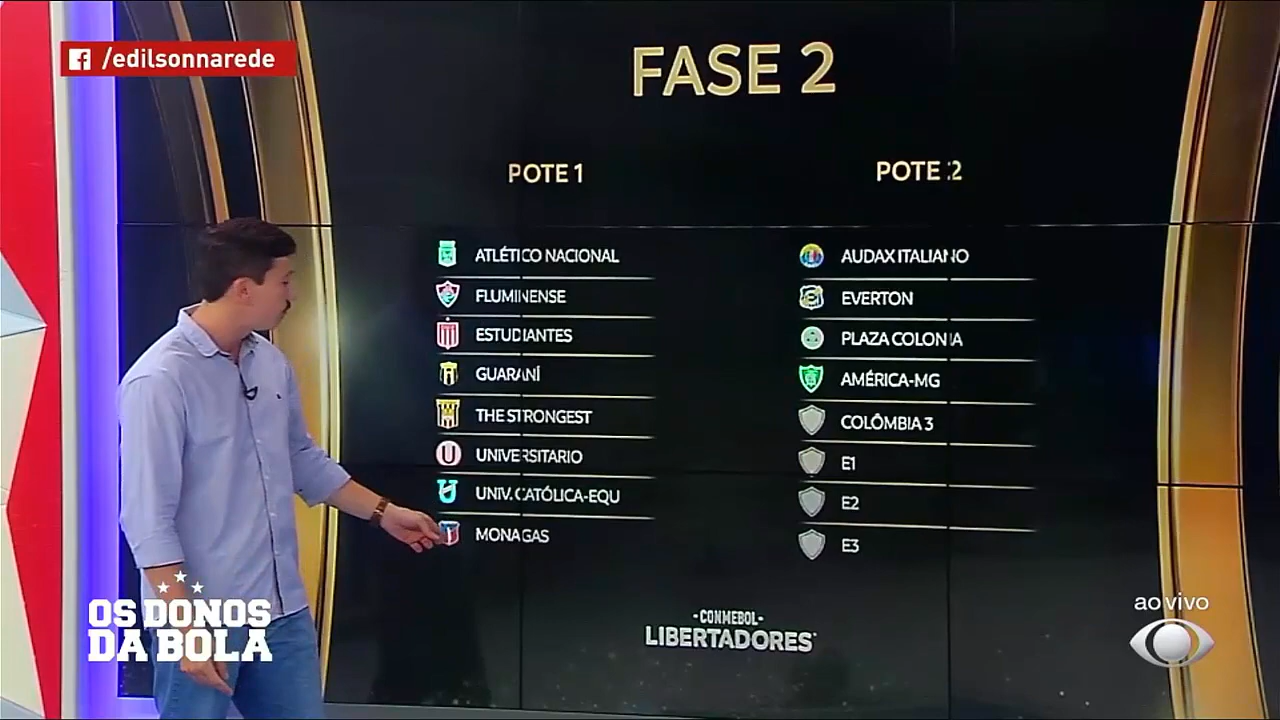 /edilsonnarede
FASE 2
POTE 1
ATLÉTICO NACIONAL
FLUMINENSE
ESTUDIANTES
GUARANÍ
THE STRONGEST
UNIVERSITARIO
UNIV. CATÓLICA-EQU
MONAGAS
POTE 2
AUDAX ITALIANO
EVERTON
PLAZA COLONIA
AMÉRICA-MG
COLÔMBIA 3
E1
E2
E3
-CONMEBOL-
LIBERTADORES
OS DONOS
DA BOLA
ao vivo